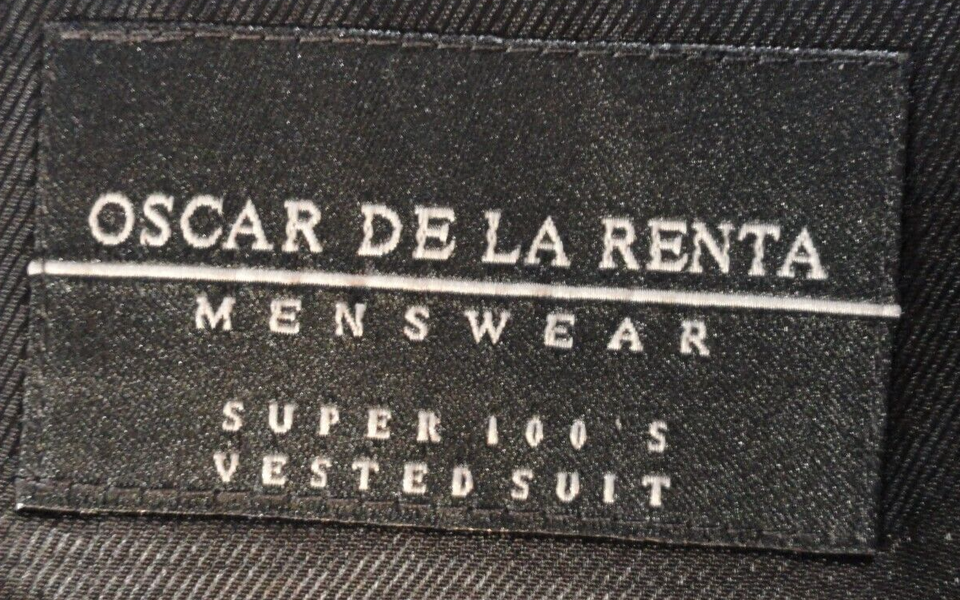 OSCAR DE LA RENTA
MENSWEAR
SUPER 100'S
VESTED SUIT